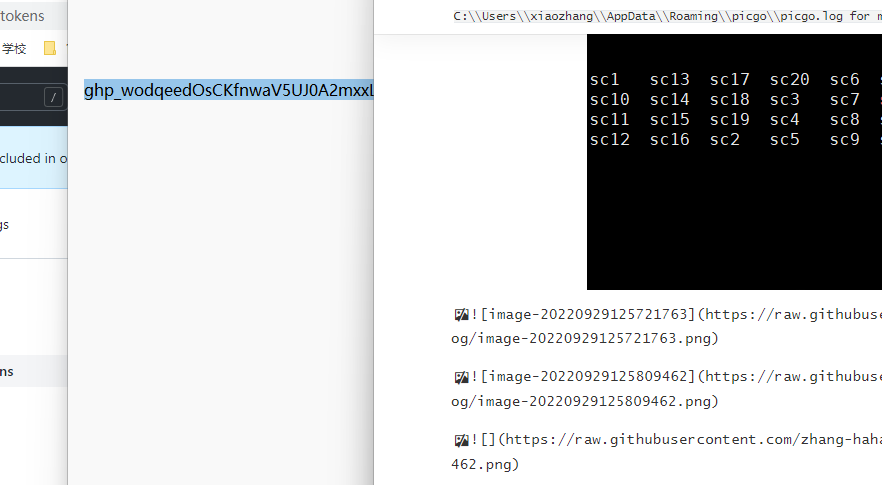 tokens
C:\\Users\\xiaozhang\\AppData\\Roaming\\picgo\\picgo.log for
学校
/
sc1 sc13 sc17 sc20 sc6
ghp_wodqeedOsCKfnwaV5UJ0A2mxx
sc10 sc14 sc18 sc3 sc7
sc11 sc15 sc19 sc4 sc8
sc12 sc16 sc2 sc5 sc9
cluded in o
gs
![image-20220929125721763](https://raw.githubuse
og/image-20220929125721763.png)
ns
![image-20220929125809462](https://raw.githubuse
og/image-20220929125809462.png)
![](https://raw.githubusercontent.com/zhang-haha
462.png)